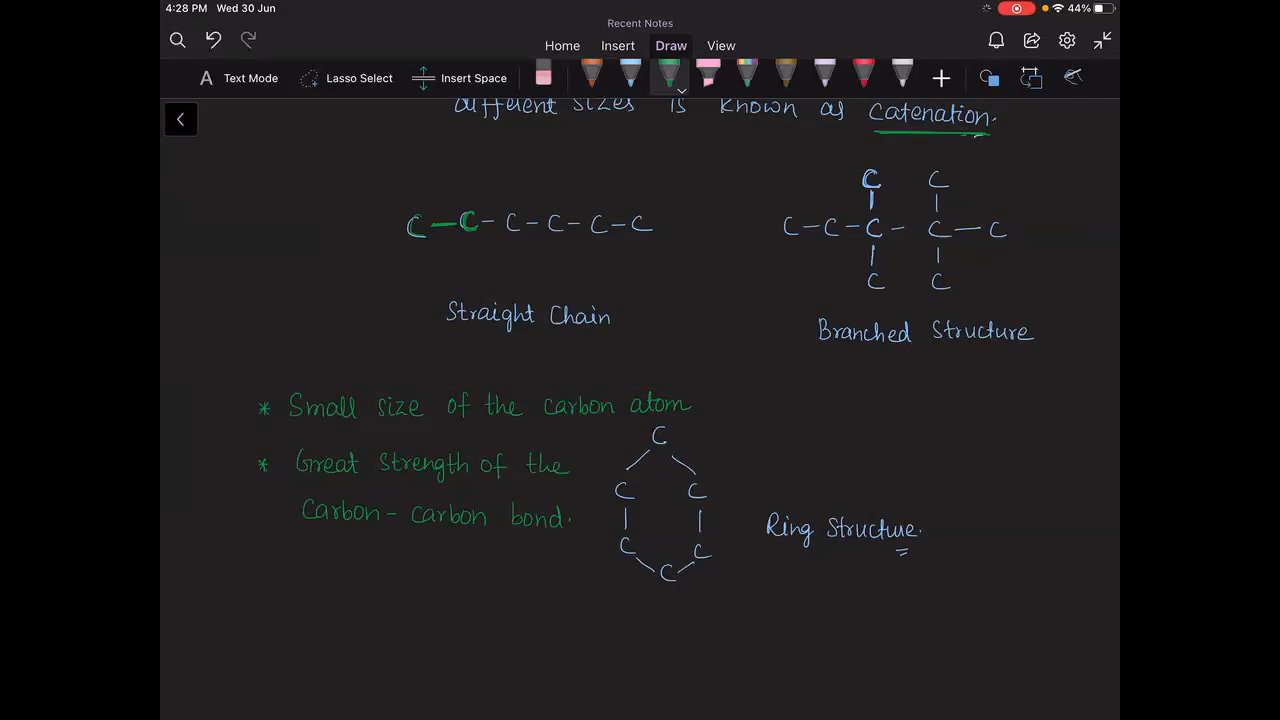 4:28 PM Wed 30 Jun
44%
Recent Notes
Home Insert Draw View
Text Mode
Lasso Select
Insert Space
different sizes is known as catenation.
C C
C - C - C - C - C - C
C - C - C - C - C
C C
Straight Chain
Branched Structure
* Small size of the carbon atom
* Great strength of the
Carbon - carbon bond.
C
C C
C C
C
Ring Structure.